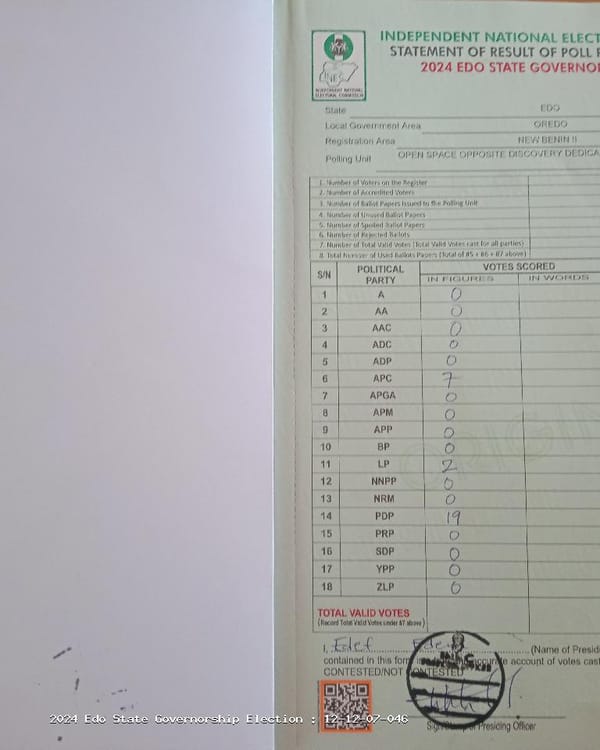 INDEPENDENT NATIONAL ELECT
STATEMENT OF RESULT OF POLL F
2024 EDO STATE GOVERNO
INEC
INDEPENDENT NATIONAL ELECTORAL COMMISSION
State EDO
Local Government Area OREDO
Registration Area NEW BENIN II
Polling Unit OPEN SPACE OPPOSITE DISCOVERY DEDICA
1. Number of Voters on the Register
2. Number of Accredited Voters
3. Number of Ballot Papers Issued to the Polling Unit
4. Number of Unused Ballot Papers
5. Number of Spoiled Ballot Papers
6. Number of Rejected Ballots
7. Number of Total Valid Votes (Total Valid Votes cast for all parties)
8. Total Number of Used Ballots Papers (Total of #5 + #6 + #7 above)
S/N POLITICAL PARTY VOTES SCORED
IN FIGURES IN WORDS
1 A 0
2 AA 0
3 AAC 0
4 ADC 0
5 ADP 0
6 APC 7
7 APGA 0
8 APM 0
9 APP 0
10 BP 0
11 LP 2
12 NNPP 0
13 NRM 0
14 PDP 19
15 PRP 0
16 SDP 0
17 YPP 0
18 ZLP 0
ORIGIN
TOTAL VALID VOTES
(Record Total Valid Votes under #7 above)
I, (Name of Presid
contained in this form accurate account of votes cast
CONTESTED/NOT CONTESTED
Sign Presiding Officer
2024 Edo State Governorship Election : 12-12-07-046